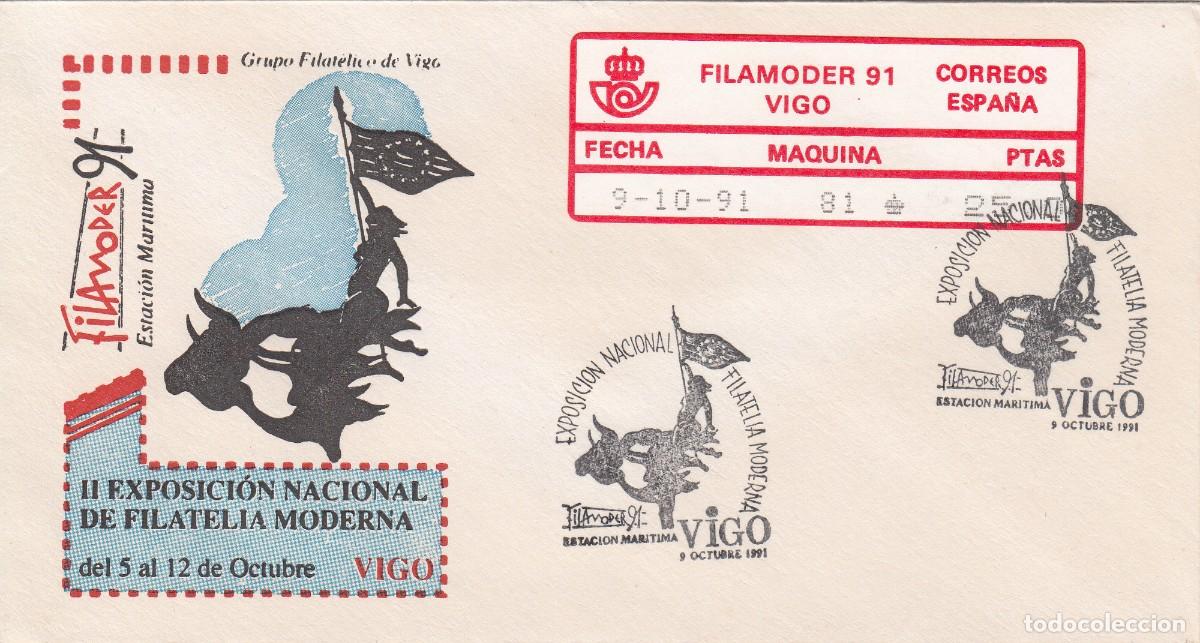 Grupo Filatélico de Vigo
FILAMODER 91
Estación Marítima
II EXPOSICIÓN NACIONAL
DE FILATELIA MODERNA
del 5 al 12 de Octubre VIGO
FILAMODER 91 CORREOS
VIGO ESPAÑA
FECHA MAQUINA PTAS
9-10-91 81 25
EXPOSICION NACIONAL FILATELIA MODERNA
FILAMODER 91
ESTACION MARITIMA VIGO
9 OCTUBRE 1991
EXPOSICION NACIONAL FILATELIA MODERNA
FILAMODER 91
ESTACION MARITIMA VIGO
9 OCTUBRE 1991
todocoleccion